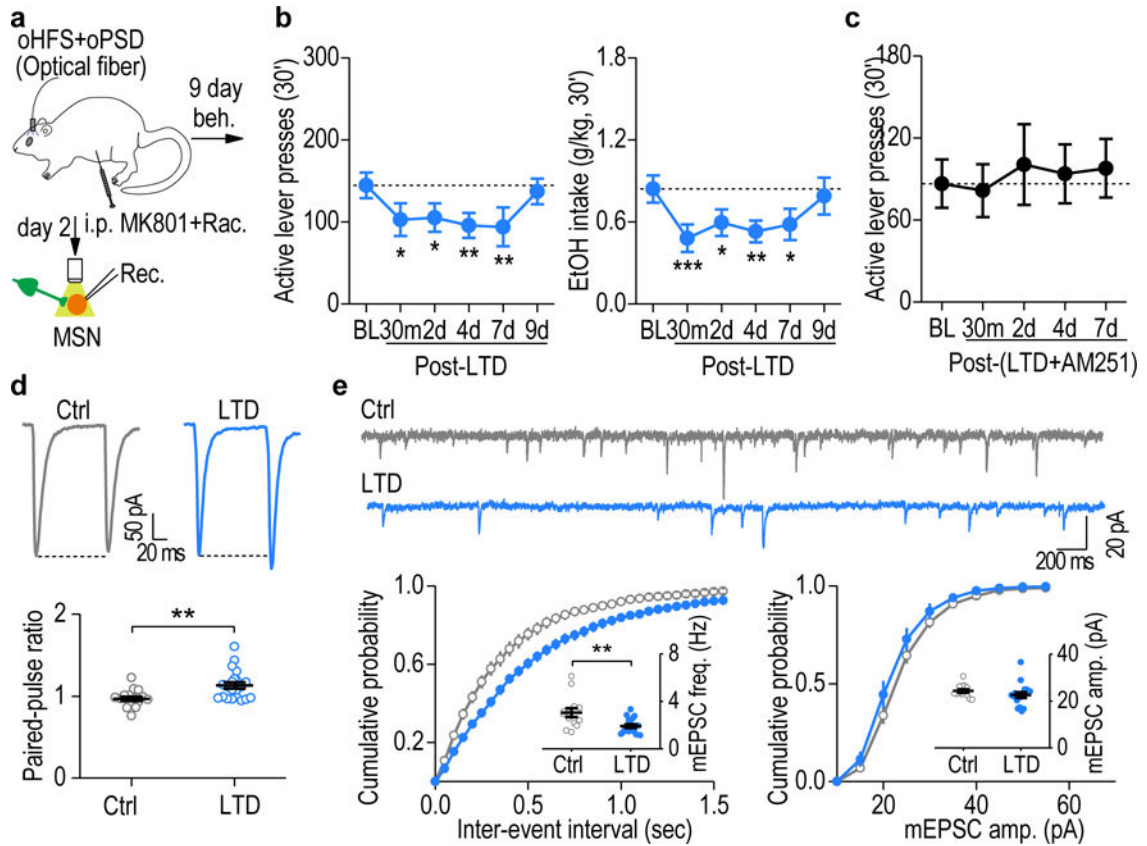 a
oHFS+oPSD
(Optical fiber)
9 day
beh.
day 2
i.p. MK801+Rac.
Rec.
MSN
b
Active lever presses (30')
300
200
100
0
BL 30m 2d 4d 7d 9d
* * ** **
Post-LTD
EtOH intake (g/kg, 30')
1.8
1.2
0.6
0.0
*** * ** *
BL 30m 2d 4d 7d 9d
Post-LTD
c
Active lever presses (30')
180
120
60
0
BL 30m 2d 4d 7d
Post-(LTD+AM251)
d
Ctrl
LTD
50 pA
20 ms
Paired-pulse ratio
2
1
0
**
Ctrl
LTD
e
Ctrl
LTD
20 pA
200 ms
Cumulative probability
1.0
0.6
0.2
0.0 0.5 1.0 1.5
Inter-event interval (sec)
**
8
4
0
mEPSC freq. (Hz)
Ctrl LTD
Cumulative probability
1.0
0.5
0.0
20 40 60
mEPSC amp. (pA)
40
20
0
mEPSC amp. (pA)
Ctrl LTD